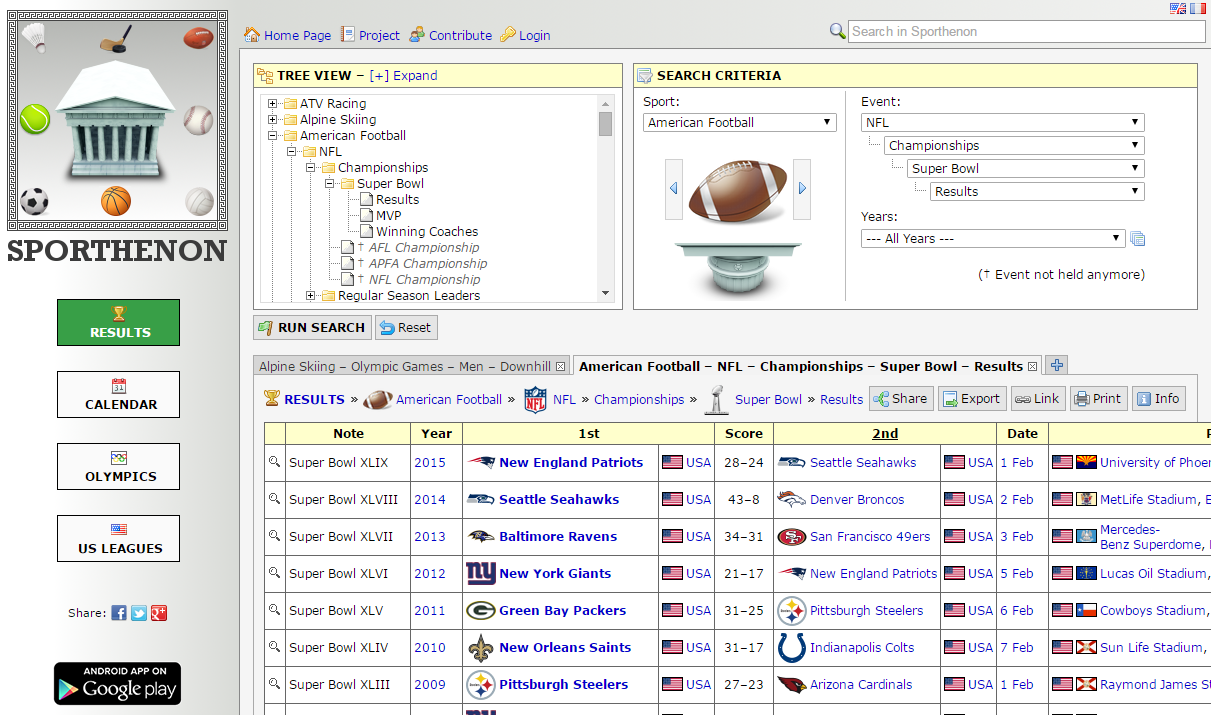 Home Page Project Contribute Login
Search in Sporthenon
SPORTHENON
RESULTS
31
CALENDAR
OLYMPICS
US LEAGUES
Share:
ANDROID APP ON
Google play
TREE VIEW – [+] Expand
ATV Racing
Alpine Skiing
American Football
NFL
Championships
Super Bowl
Results
MVP
Winning Coaches
† AFL Championship
† APFA Championship
† NFL Championship
Regular Season Leaders
SEARCH CRITERIA
Sport:
American Football
Event:
NFL
Championships
Super Bowl
Results
Years:
--- All Years ---
(† Event not held anymore)
RUN SEARCH Reset
Alpine Skiing – Olympic Games – Men – Downhill American Football – NFL – Championships – Super Bowl – Results
RESULTS » American Football » NFL » Championships » Super Bowl » Results Share Export Link Print Info
Note Year 1st Score 2nd Date
Super Bowl XLIX 2015 New England Patriots USA 28–24 Seattle Seahawks USA 1 Feb University of Phoe
Super Bowl XLVIII 2014 Seattle Seahawks USA 43–8 Denver Broncos USA 2 Feb MetLife Stadium, E
Super Bowl XLVII 2013 Baltimore Ravens USA 34–31 San Francisco 49ers USA 3 Feb Mercedes-
Benz Superdome,
Super Bowl XLVI 2012 New York Giants USA 21–17 New England Patriots USA 5 Feb Lucas Oil Stadium,
Super Bowl XLV 2011 Green Bay Packers USA 31–25 Pittsburgh Steelers USA 6 Feb Cowboys Stadium,
Super Bowl XLIV 2010 New Orleans Saints USA 31–17 Indianapolis Colts USA 7 Feb Sun Life Stadium,
Super Bowl XLIII 2009 Pittsburgh Steelers USA 27–23 Arizona Cardinals USA 1 Feb Raymond James S